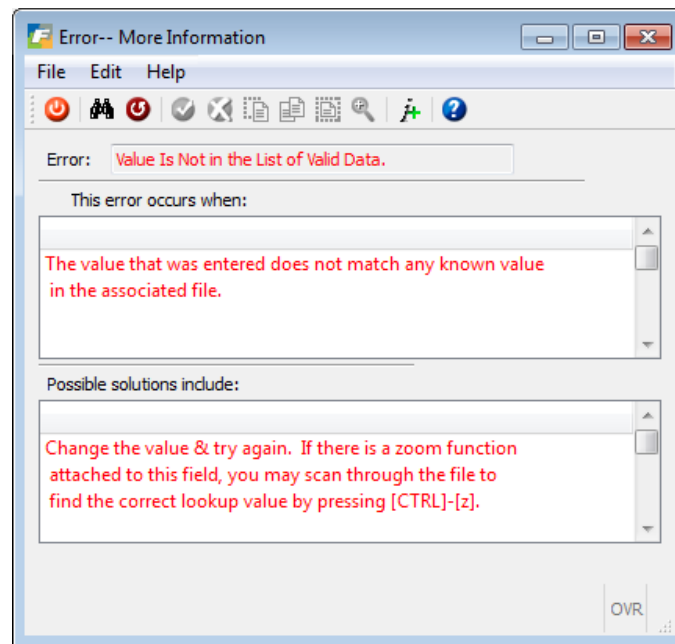 Error-- More Information
File Edit Help
Error: Value Is Not in the List of Valid Data.
This error occurs when:
The value that was entered does not match any known value
in the associated file.
Possible solutions include:
Change the value & try again. If there is a zoom function
attached to this field, you may scan through the file to
find the correct lookup value by pressing [CTRL]-[z].
OVR